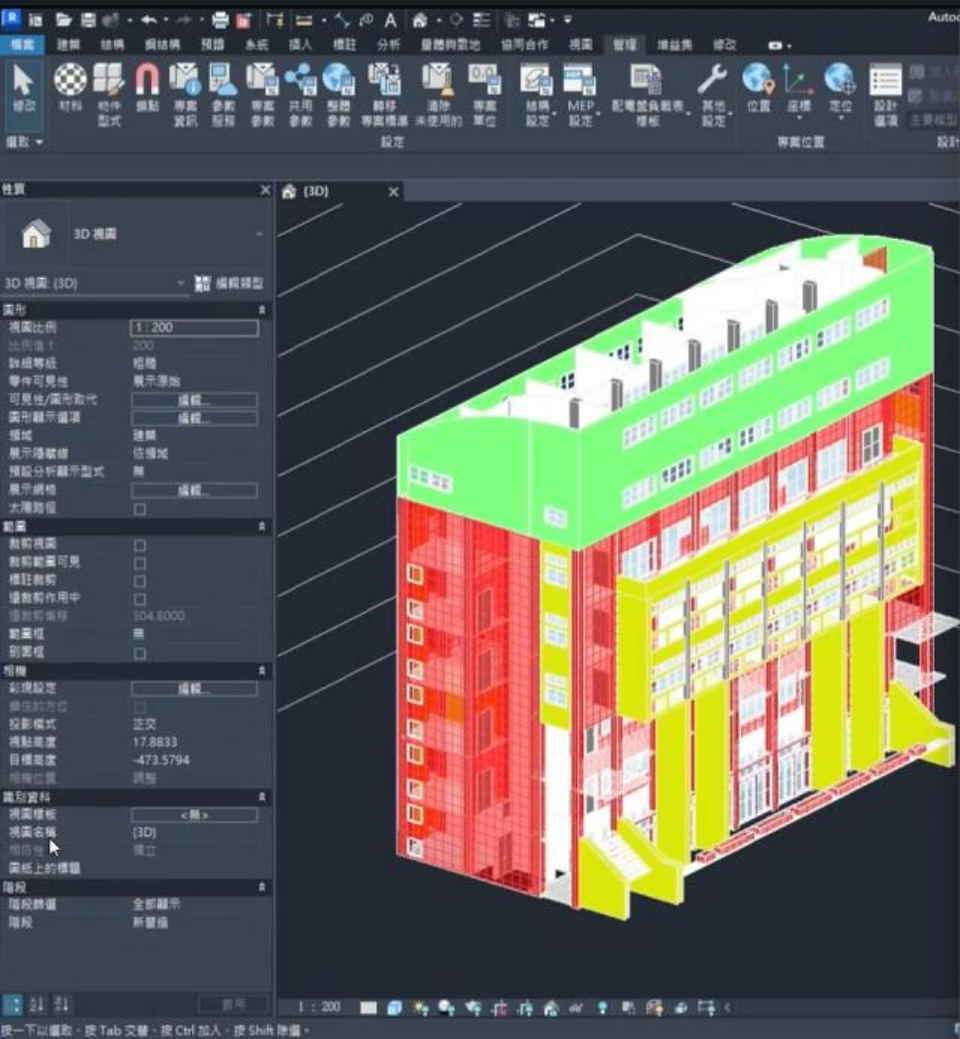 Autoc
檔案 建築 結構 鋼結構 預鑄 系統 插入 標註 分析 量體與敷地 協同合作 視圖 管理 增益集 修改
修改 材料 物件型式 鎖點 專案資訊 參數服務 專案參數 共用參數 整體參數 轉移專案標準 清除未使用的 專案單位 結構設定 MEP設定 配電盤負載表樣板 其他設定 位置 座標 定位 設計選項 加入到 主要模型
選取 設定 專案位置 設計
性質
{3D}
3D 視圖
3D 視圖: {3D} 編輯類型
圖形
視圖比例 1 : 200
比例值 1: 200
詳細等級 粗糙
零件可見性 展示原始
可見性/圖形取代 編輯...
圖形顯示選項 編輯...
領域 建築
展示隱藏線 依領域
預設分析顯示型式 無
展示網格 編輯...
太陽路徑
範圍
裁剪視圖
裁剪範圍可見
標註裁剪
遠裁剪作用中
遠裁剪偏移 304.8000
範圍框 無
剖面框
相機
彩現設定 編輯...
鎖住的方位
投影模式 正交
視點高度 17.8833
目標高度 -473.5794
相機位置 調整
識別資料
視圖樣板 <無>
視圖名稱 {3D}
相依性 獨立
圖紙上的標題
階段
階段篩選 全部顯示
階段 新營造
套用
1 : 200
按一下以選取，按 Tab 交替，按 Ctrl 加入，按 Shift 除選。